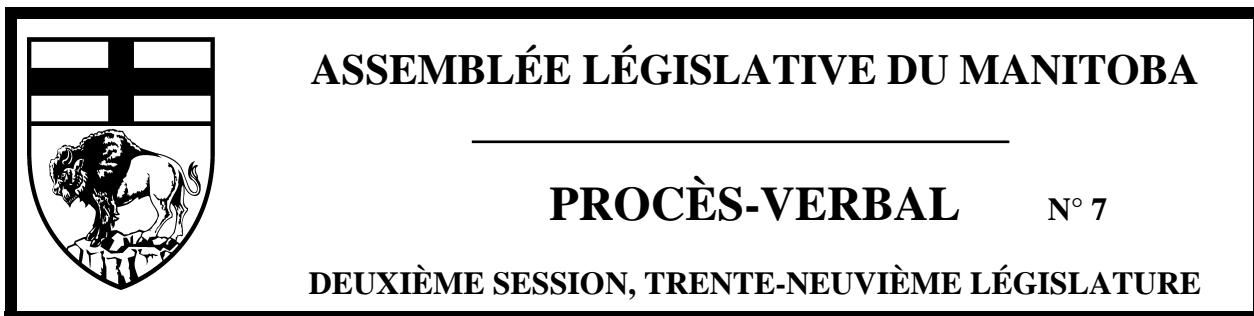 ASSEMBLÉE LÉGISLATIVE DU MANITOBA
PROCÈS-VERBAL N° 7
DEUXIÈME SESSION, TRENTE-NEUVIÈME LÉGISLATURE